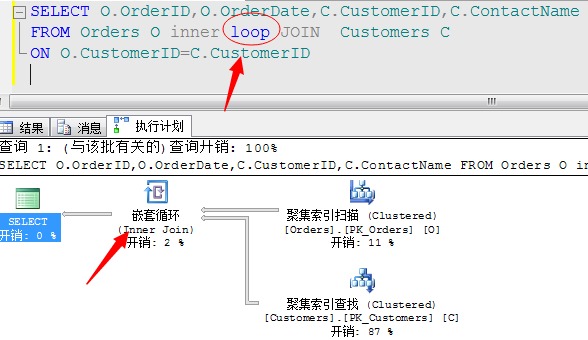 SELECT O.OrderID,O.OrderDate,C.CustomerID,C.ContactName
FROM Orders O inner loop JOIN  Customers C
ON O.CustomerID=C.CustomerID
结果 消息 执行计划
查询 1: (与该批有关的)查询开销: 100%
SELECT O.OrderID,O.OrderDate,C.CustomerID,C.ContactName FROM Orders O in
SELECT
开销: 0 %
嵌套循环
(Inner Join)
开销: 2 %
聚集索引扫描 (Clustered)
[Orders].[PK_Orders] [O]
开销: 11 %
聚集索引查找 (Clustered)
[Customers].[PK_Customers] [C]
开销: 87 %